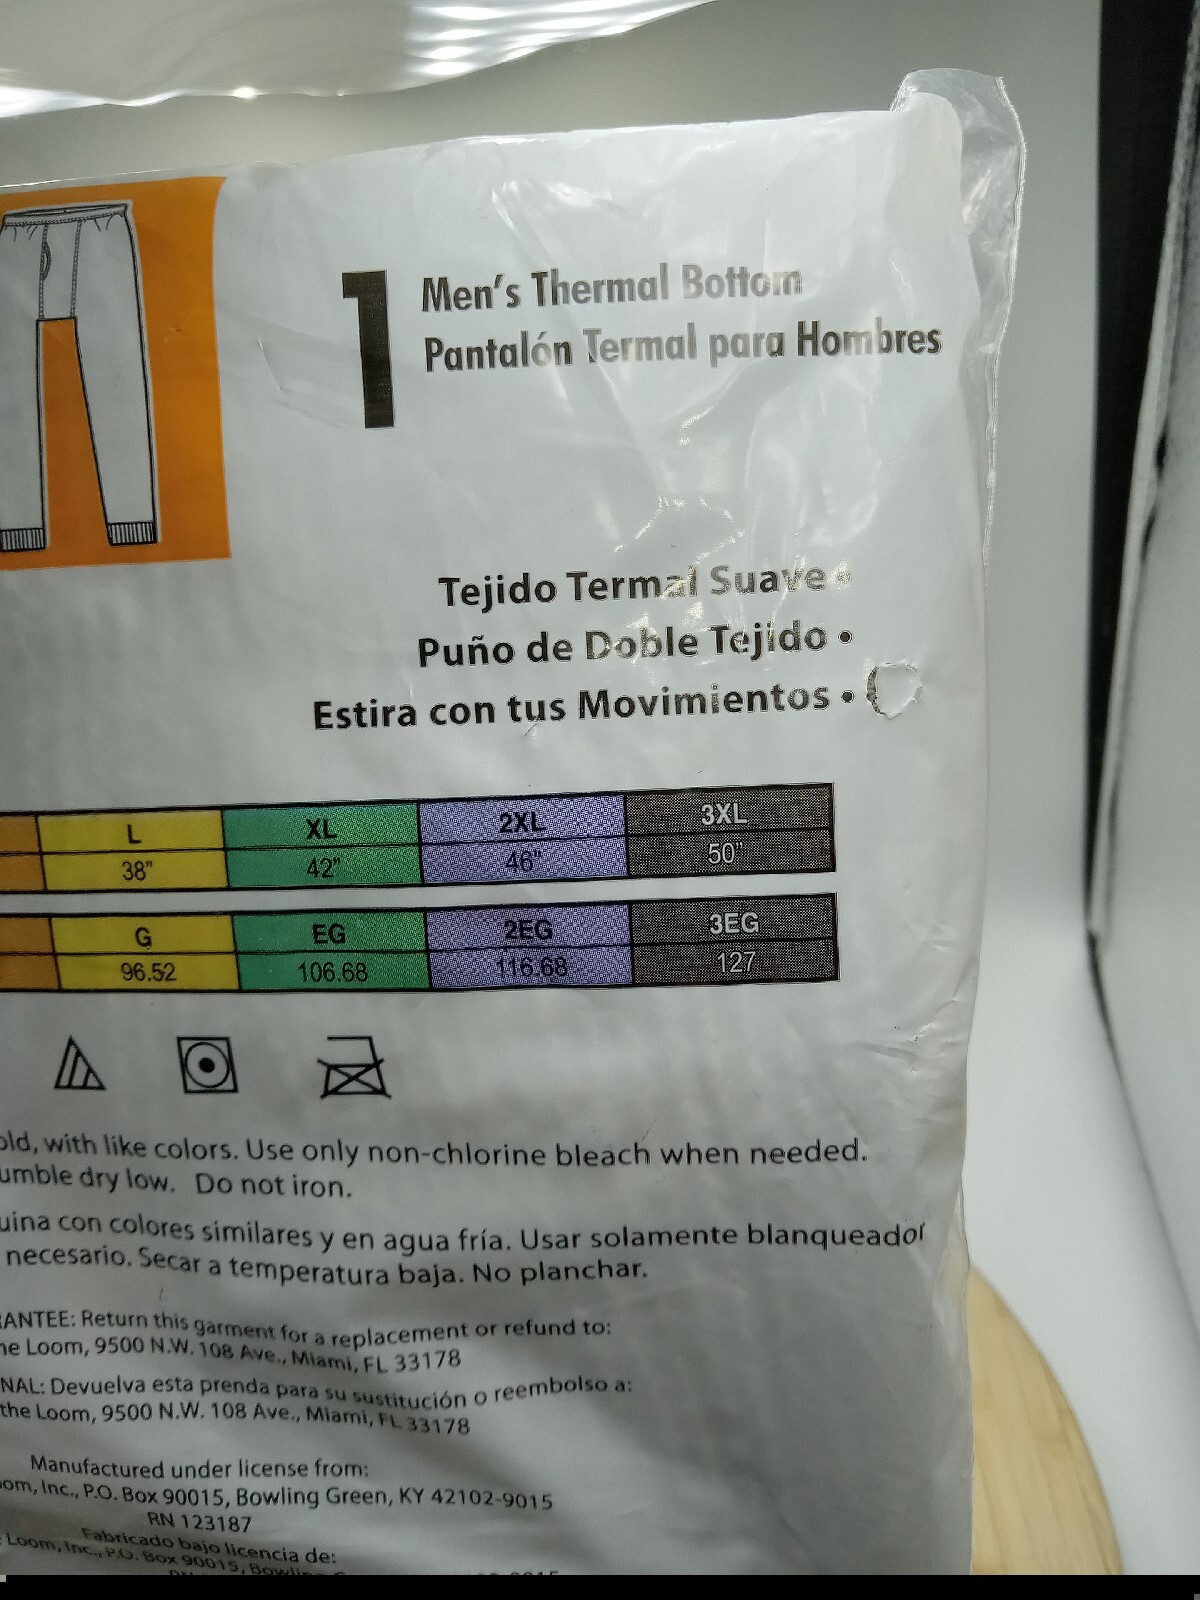 1
Men's Thermal Bottom
Pantalón Termal para Hombres
Tejido Termal Suave •
Puño de Doble Tejido •
Estira con tus Movimientos •
L XL 2XL 3XL
38" 42" 46" 50"
G EG 2EG 3EG
96.52 106.68 116.68 127
old, with like colors. Use only non-chlorine bleach when needed.
umble dry low. Do not iron.
uina con colores similares y en agua fría. Usar solamente blanqueador
necesario. Secar a temperatura baja. No planchar.
RANTEE: Return this garment for a replacement or refund to:
he Loom, 9500 N.W. 108 Ave., Miami, FL 33178
NAL: Devuelva esta prenda para su sustitución o reembolso a:
the Loom, 9500 N.W. 108 Ave., Miami, FL 33178
Manufactured under license from:
oom, Inc., P.O. Box 90015, Bowling Green, KY 42102-9015
RN 123187
Fabricado bajo licencia de:
Loom, Inc., P.O. Box 90015, Bowling